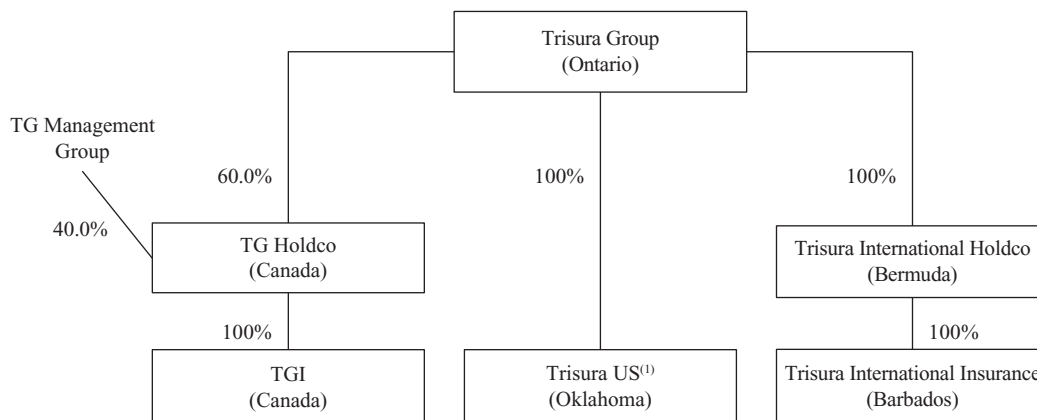 Trisura Group
(Ontario)
TG Management
Group
60.0%
100%
100%
40.0%
TG Holdco
(Canada)
Trisura International Holdco
(Bermuda)
100%
100%
TGI
(Canada)
Trisura US(1)
(Oklahoma)
Trisura International Insurance
(Barbados)